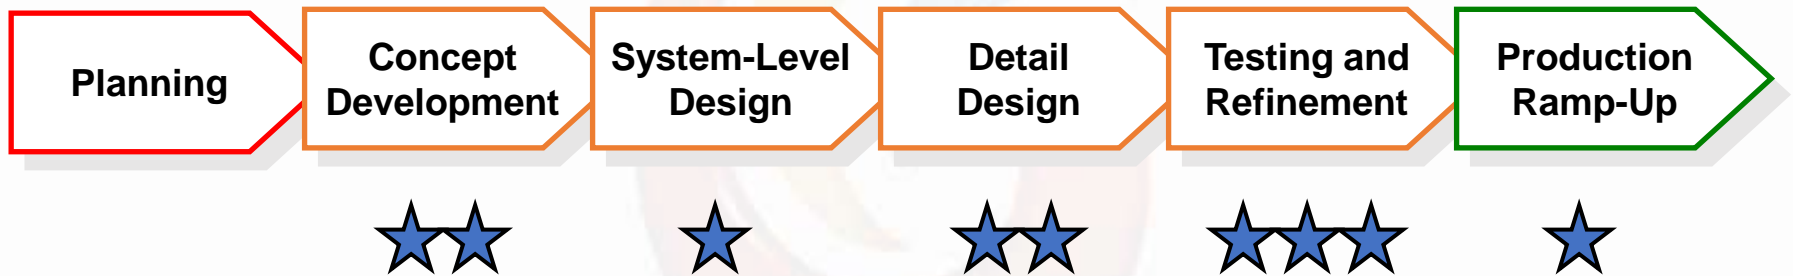 Planning
Concept
Development
System-Level
Design
Detail
Design
Testing and
Refinement
Production
Ramp-Up